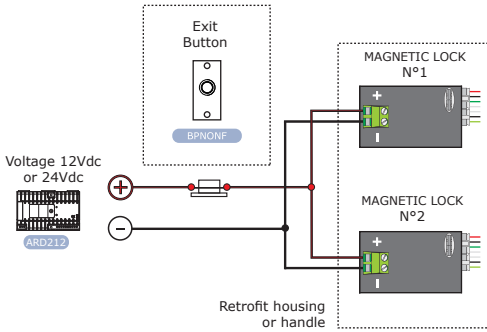 Exit
Button
BPNONF
MAGNETIC LOCK
N°1
+
-
Voltage 12Vdc
or 24Vdc
ARD212
+
-
MAGNETIC LOCK
N°2
+
-
Retrofit housing
or handle